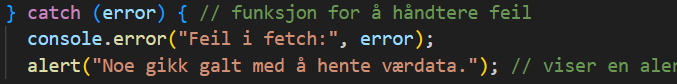 } catch (error) { // funksjon for å håndtere feil
console.error("Feil i fetch:", error);
alert("Noe gikk galt med å hente værdata."); // viser en